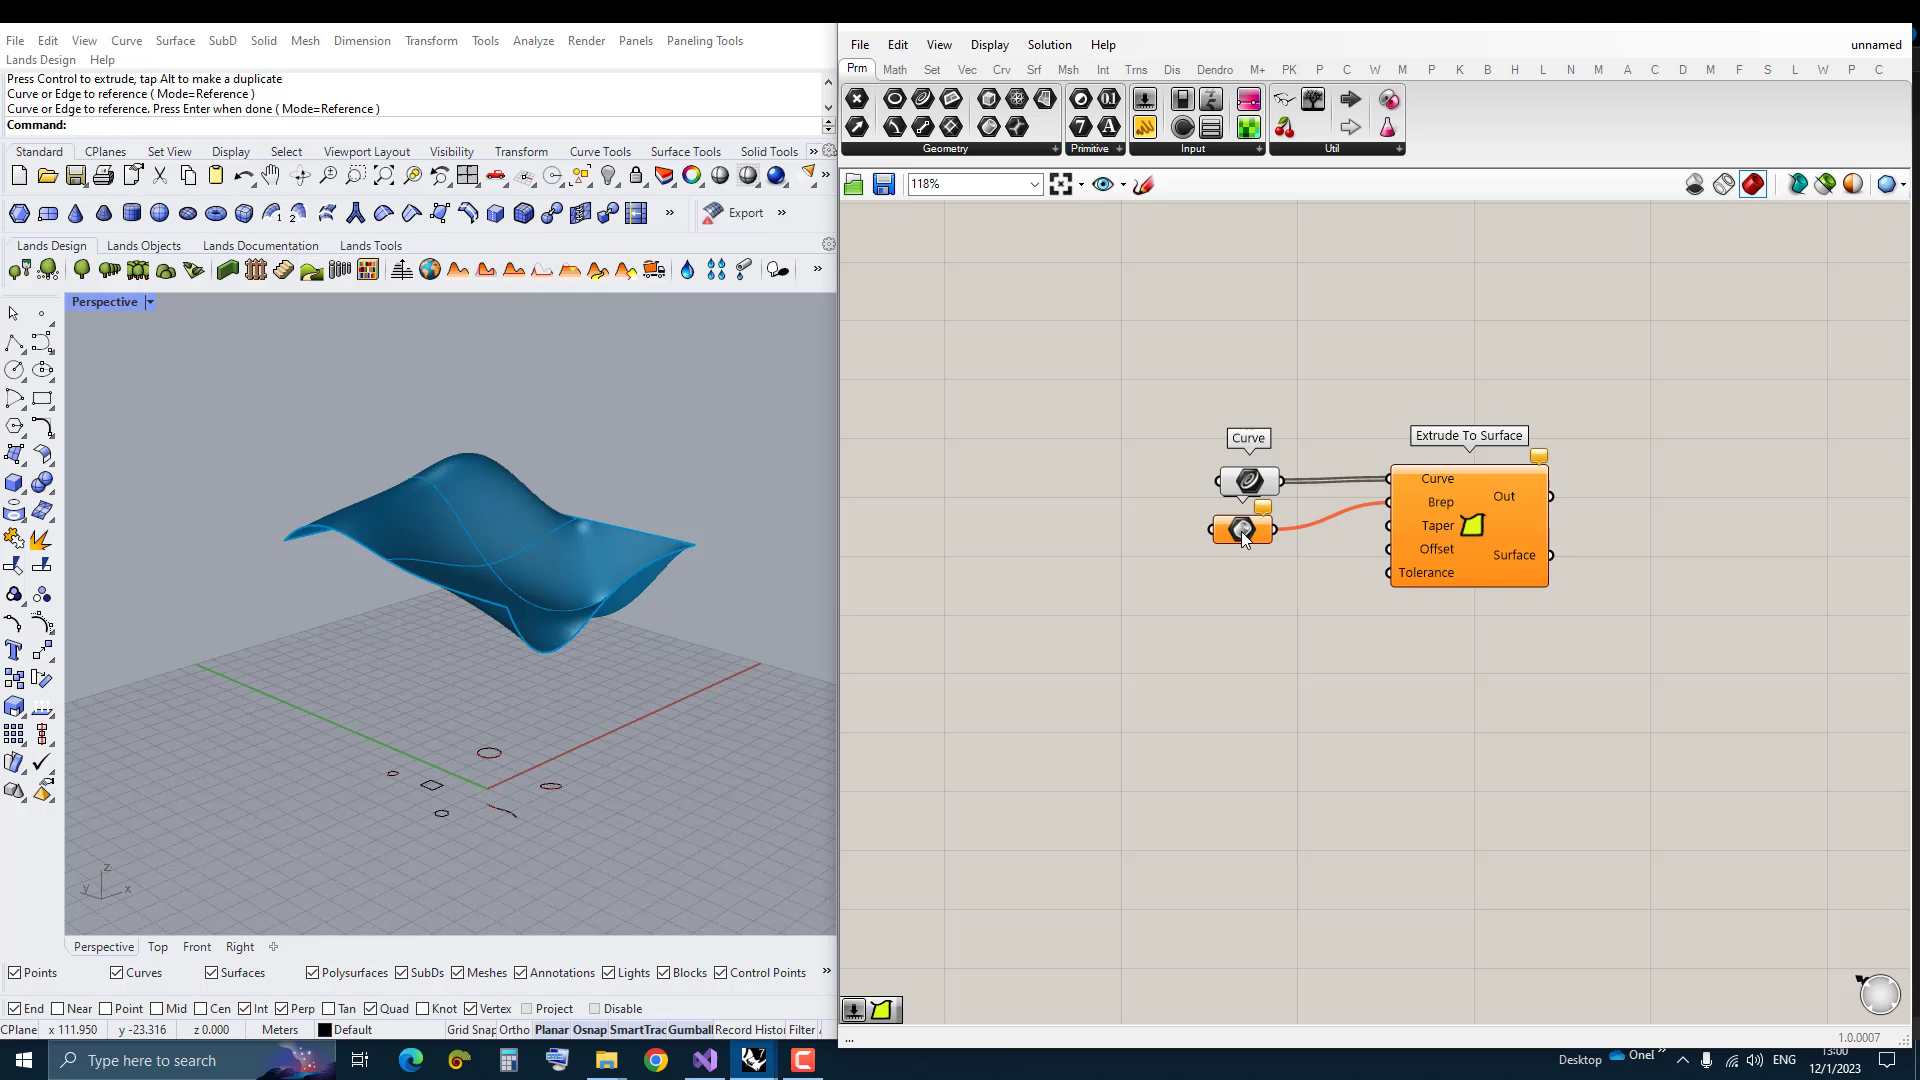 File Edit View Curve Surface SubD Solid Mesh Dimension Transform Tools Analyze Render Panels Paneling Tools
Lands Design Help
Press Control to extrude, tap Alt to make a duplicate
Curve or Edge to reference ( Mode=Reference )
Curve or Edge to reference. Press Enter when done ( Mode=Reference )
Command:
Standard CPlanes Set View Display Select Viewport Layout Visibility Transform Curve Tools Surface Tools Solid Tools
Export
Lands Design Lands Objects Lands Documentation Lands Tools
Perspective
z
y x
Perspective Top Front Right
Points Curves Surfaces Polysurfaces SubDs Meshes Annotations Lights Blocks Control Points
End Near Point Mid Cen Int Perp Tan Quad Knot Vertex Project Disable
CPlane x 111.950 y -23.316 z 0.000 Meters Default Grid Snap Ortho Planar Osnap SmartTrac Gumball Record Histo Filter
File Edit View Display Solution Help unnamed
Prm Math Set Vec Crv Srf Msh Int Trns Dis Dendro M+ PK P C W M P K B H L N M A C D M F S L W P C
Geometry Primitive Input Util
118%
Curve
Extrude To Surface
Curve
Brep
Taper
Offset
Tolerance
Out
Surface
...
1.0.0007
Type here to search
Desktop Onel ENG
13:00
12/1/2023